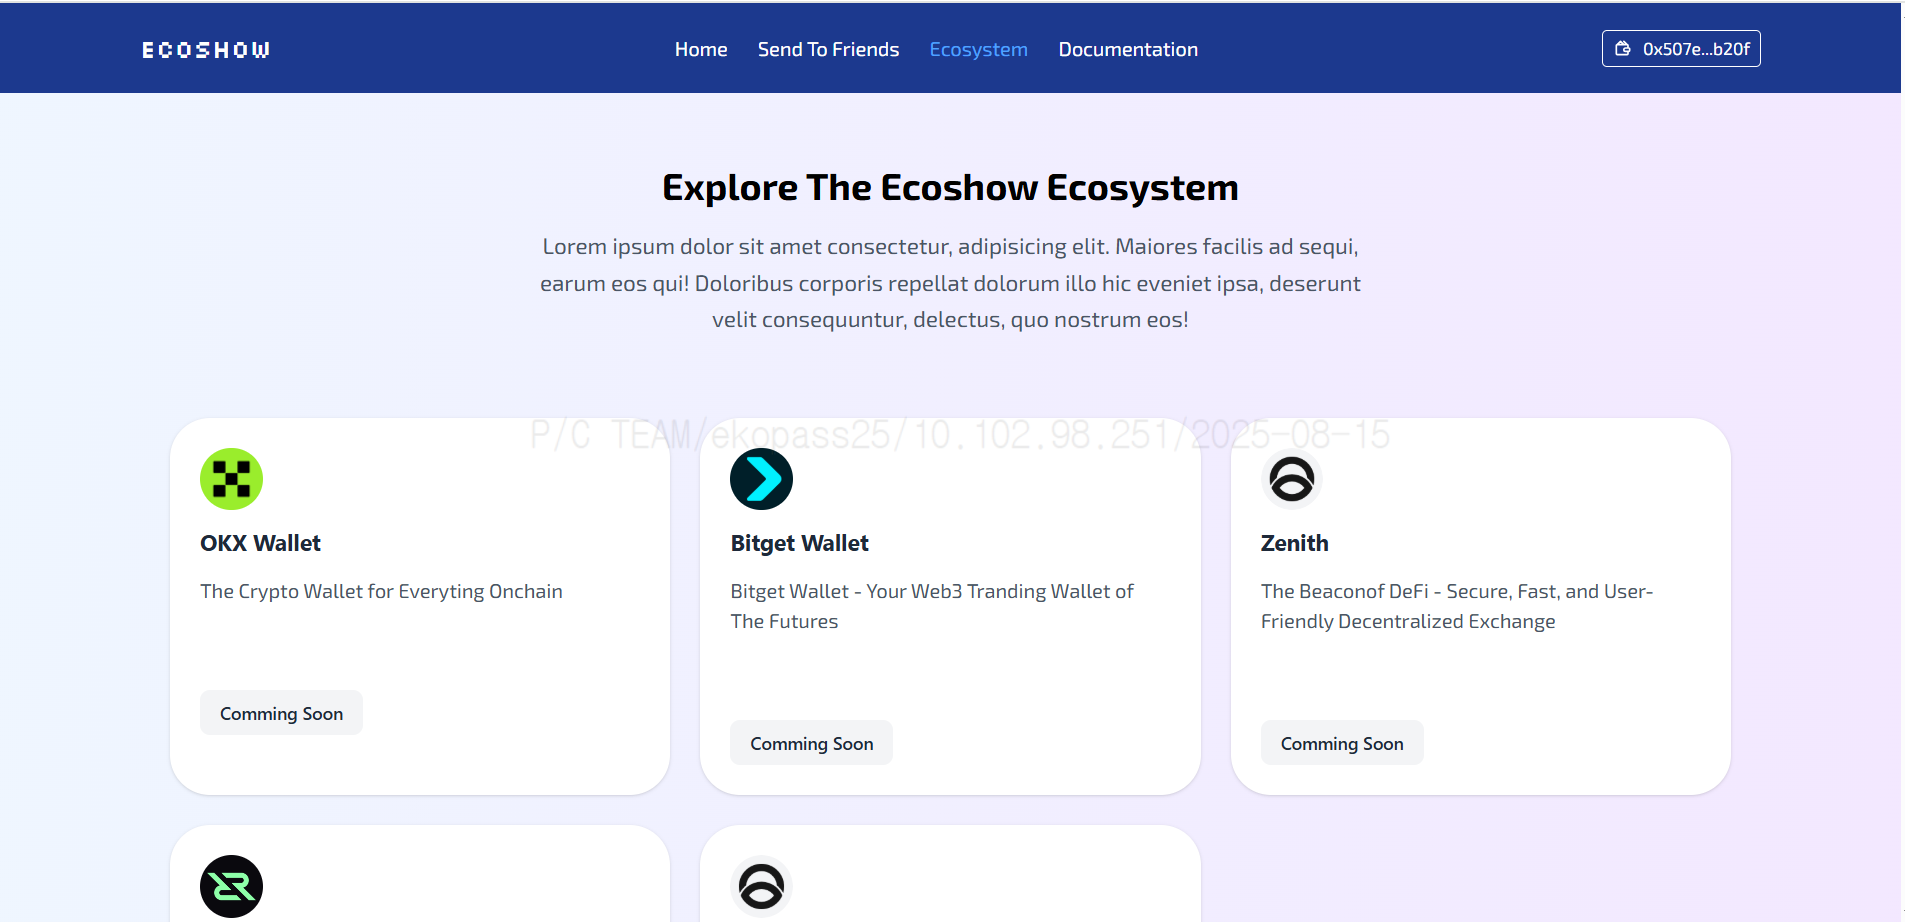 ECOSHOW
Home
Send To Friends
Ecosystem
Documentation
0x507e...b20f
Explore The Ecoshow Ecosystem
Lorem ipsum dolor sit amet consectetur, adipisicing elit. Maiores facilis ad sequi,
earum eos qui! Doloribus corporis repellat dolorum illo hic eveniet ipsa, deserunt
velit consequuntur, delectus, quo nostrum eos!
P/C TEAM/ekopass25/10.102.98.251/2025-08-15
OKX Wallet
The Crypto Wallet for Everyting Onchain
Comming Soon
Bitget Wallet
Bitget Wallet - Your Web3 Tranding Wallet of
The Futures
Comming Soon
Zenith
The Beaconof DeFi - Secure, Fast, and User-
Friendly Decentralized Exchange
Comming Soon